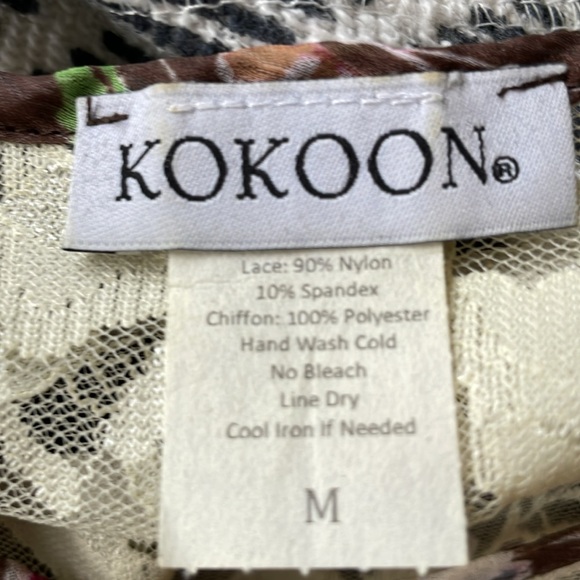 KOKOON®
Lace: 90% Nylon
10% Spandex
Chiffon: 100% Polyester
Hand Wash Cold
No Bleach
Line Dry
Cool Iron If Needed
M